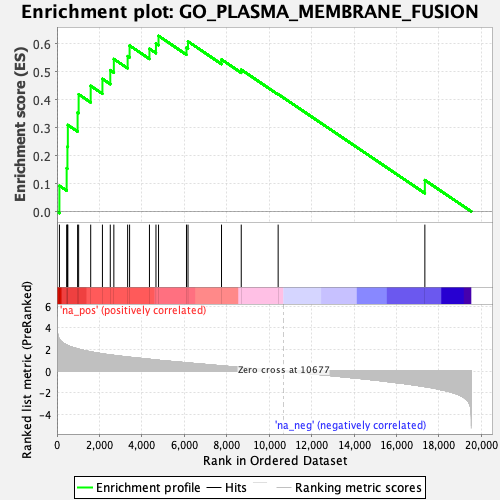 Enrichment plot: GO_PLASMA_MEMBRANE_FUSION
Enrichment score (ES)
0.6
0.5
0.4
0.3
0.2
0.1
0.0
'na_pos' (positively correlated)
Ranked list metric (PreRanked)
6
4
2
0
-2
-4
Zero cross at 10677
'na_neg' (negatively correlated)
0
2,000
4,000
6,000
8,000
10,000
12,000
14,000
16,000
18,000
20,000
Rank in Ordered Dataset
Enrichment profile
Hits
Ranking metric scores